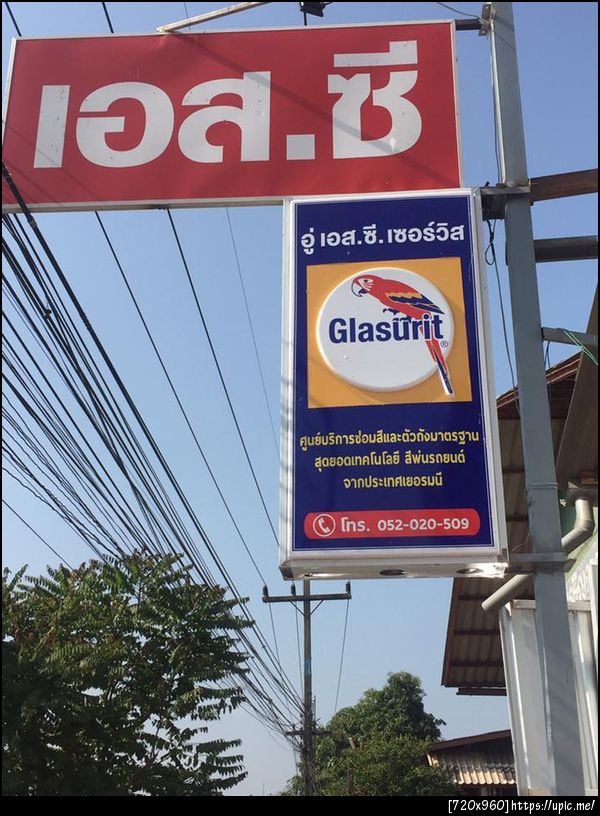 เอส.ซี
อู่ เอส.ซี.เซอร์วิส
Glasurit®
ศูนย์บริการซ่อมสีและตัวถังมาตรฐาน
สุดยอดเทคโนโลยี สีพ่นรถยนต์
จากประเทศเยอรมนี
โทร. 052-020-509
[720x960]https://upic.me/